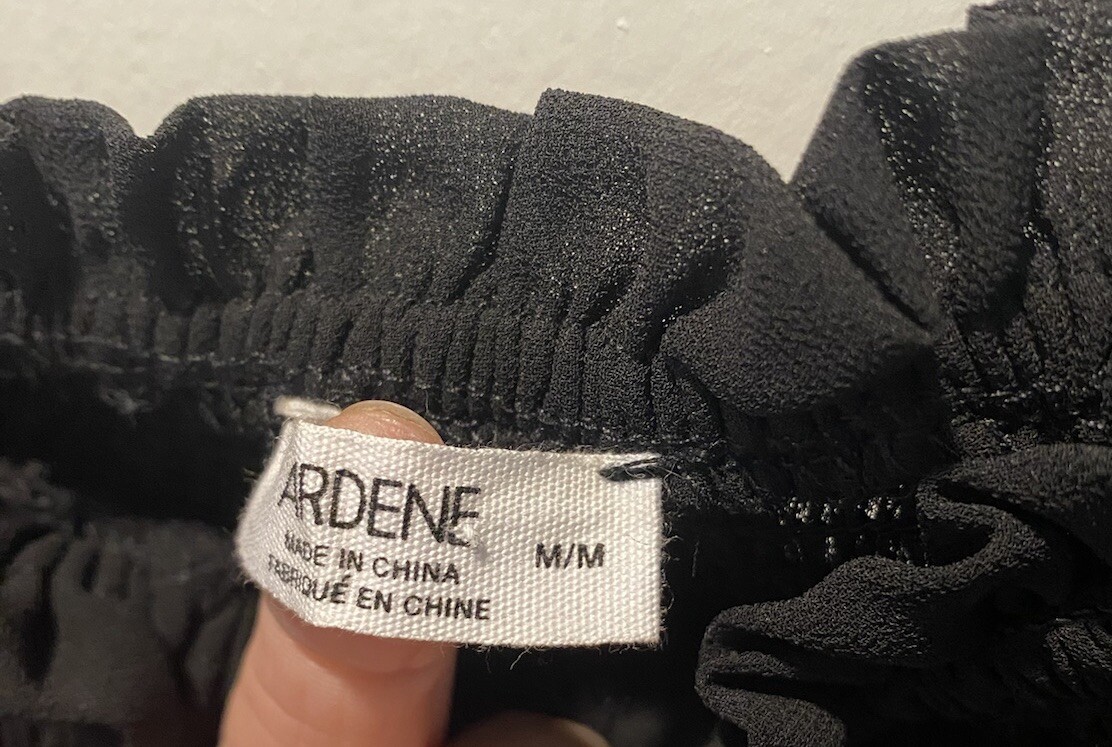 ARDENE
M/M
MADE IN CHINA
FABRIQUÉ EN CHINE